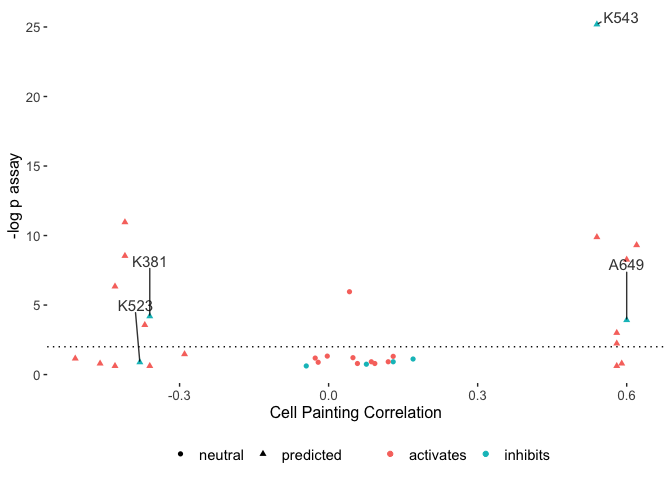 K543
25
20
15
10
5
0
-log p assay
K381
A649
K523
-0.3
0.0
0.3
0.6
Cell Painting Correlation
neutral predicted activates inhibits